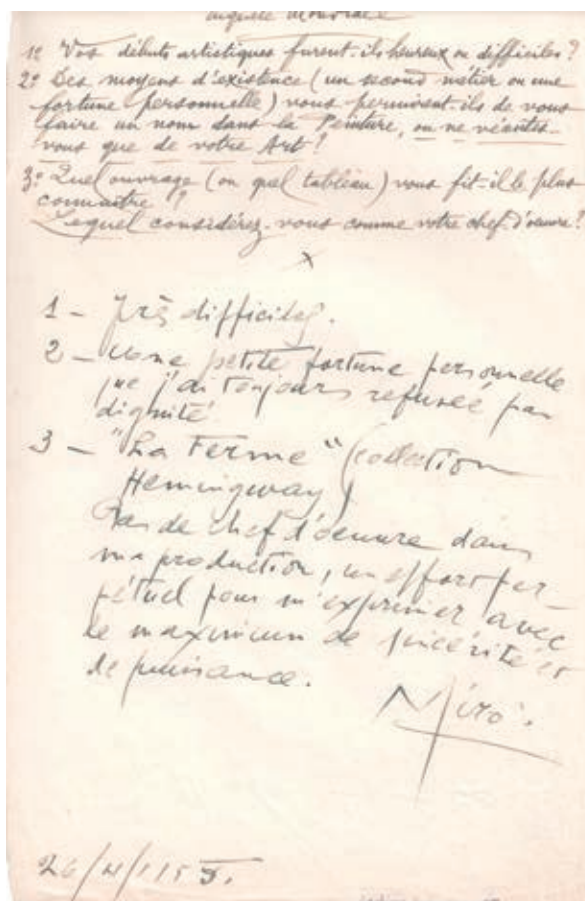 1º Vos débuts artistiques furent-ils heureux ou difficiles?
2º Des moyens d'existence (un second métier ou une
fortune personnelle) vous permirent-ils de vous
faire un nom dans la Peinture, ou ne vécûtes-
vous que de votre Art?
3º Quel ouvrage (ou quel tableau) vous fit-il le plus
connaître?
Lequel considérez-vous comme votre chef-d'œuvre?
x
1 - Très difficiles.
2 - Une petite fortune personnelle
que j'ai toujours refusée par
dignité
3 - "La Ferme" (collection
Hemingway)
Pas de chef d'oeuvre dans
ma production, un effort per-
pétuel pour m'exprimer avec
le maximum de sincérité et
de puissance.
Miró.